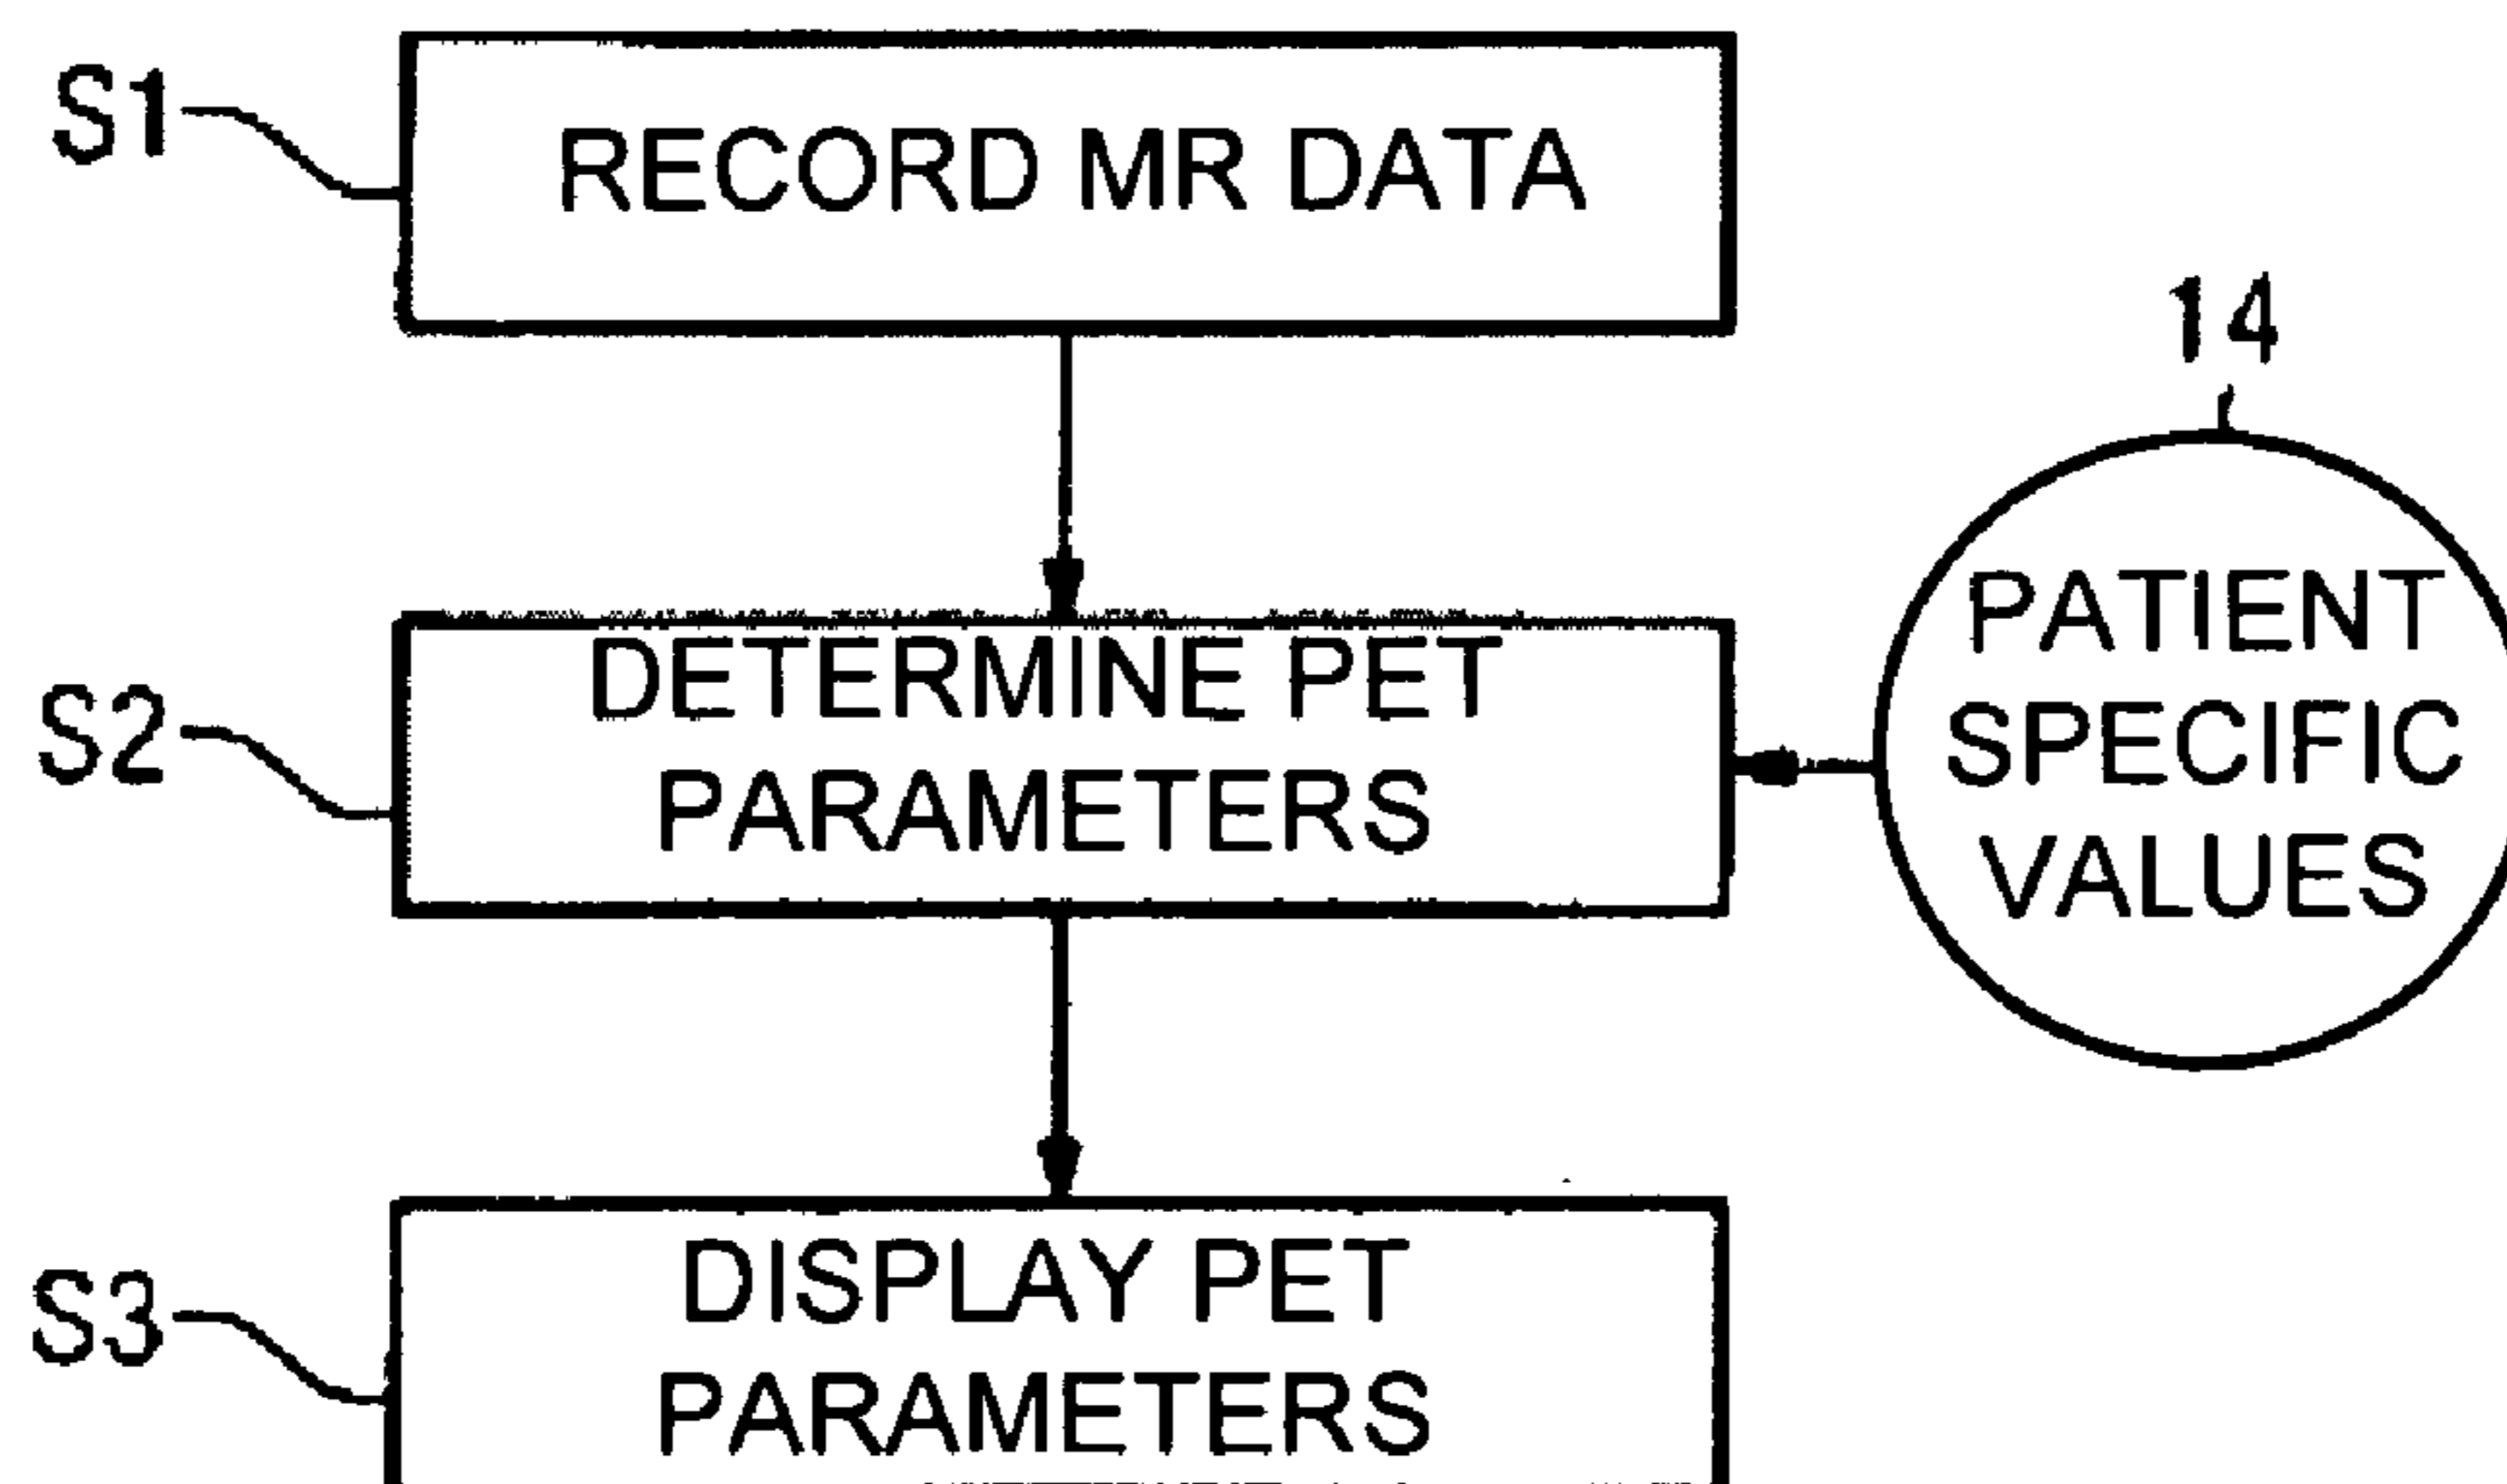 S1
RECORD MR DATA
14
PATIENT
SPECIFIC
VALUES
S2
DETERMINE PET
PARAMETERS
S3
DISPLAY PET
PARAMETERS